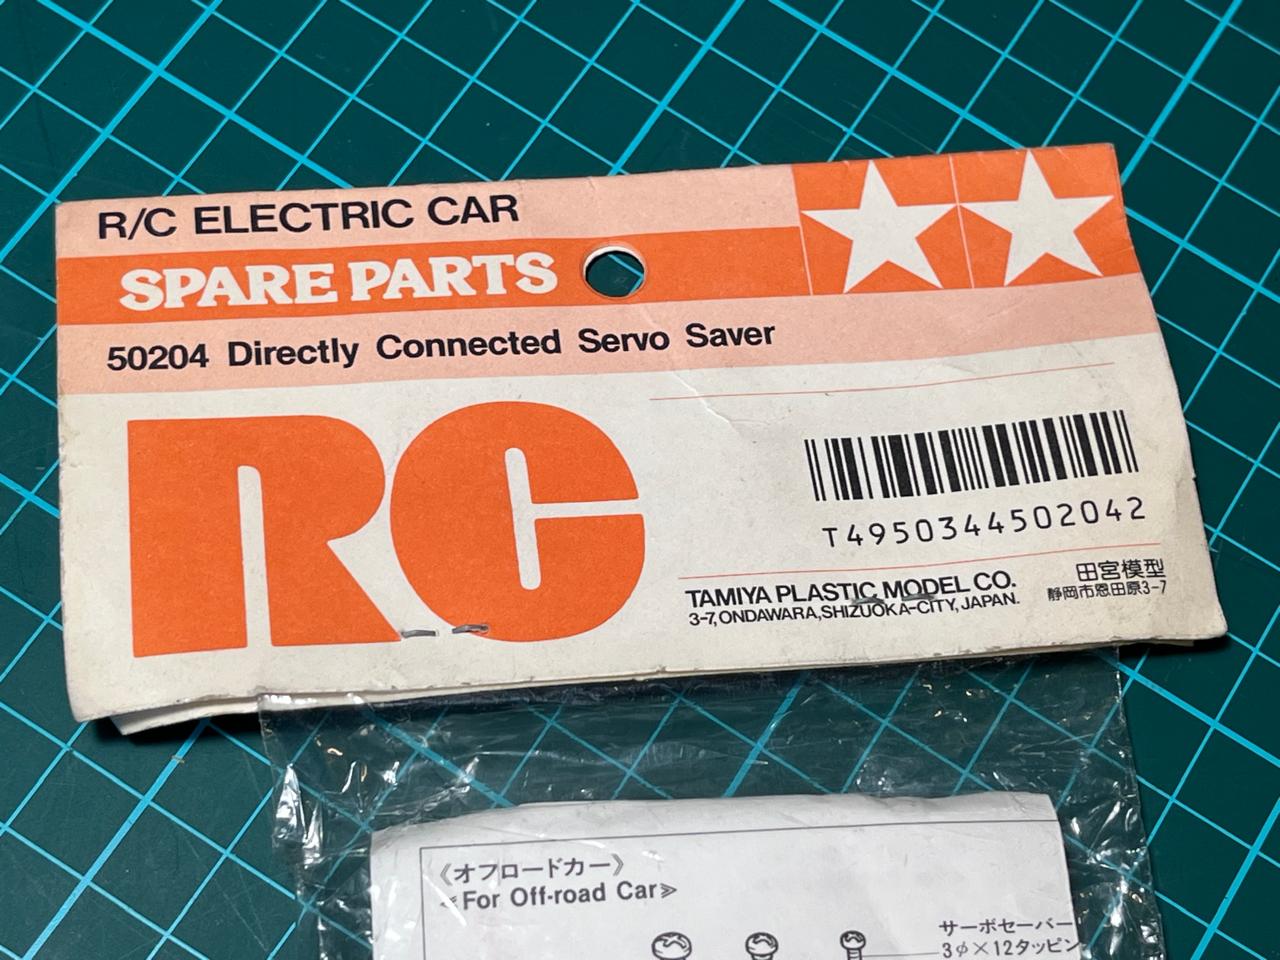 R/C ELECTRIC CAR
SPARE PARTS
50204 Directly Connected Servo Saver
RC
T4950344502042
TAMIYA PLASTIC MODEL CO.
3-7, ONDAWARA, SHIZUOKA-CITY, JAPAN.
田宮模型
静岡市恩田原3-7
《オフロードカー》
≪For Off-road Car≫
サーボセーバー
3φ×12タッピン